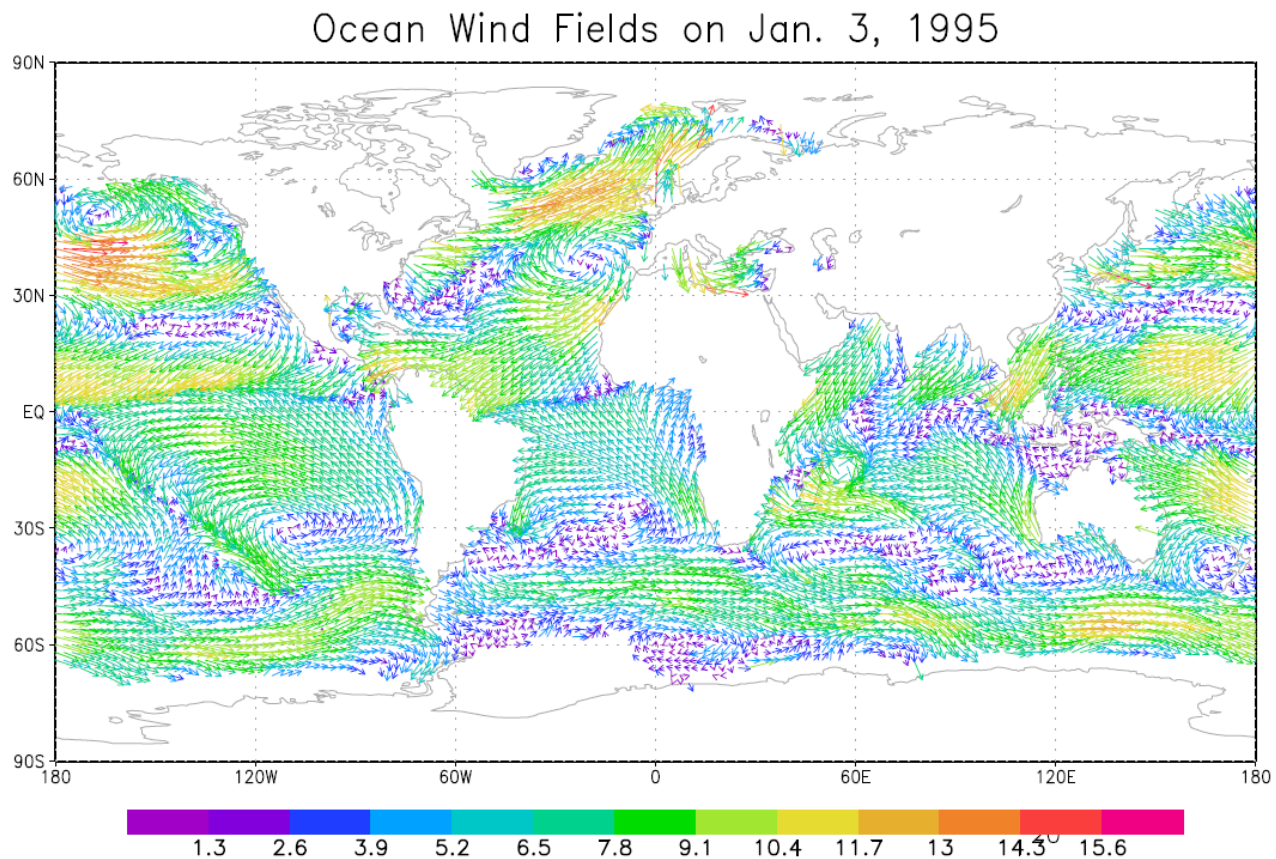 Ocean Wind Fields on Jan. 3, 1995
90N
60N
30N
EQ
30S
60S
90S
180 120W 60W 0 60E 120E 180
20
1.3 2.6 3.9 5.2 6.5 7.8 9.1 10.4 11.7 13 14.3 15.6